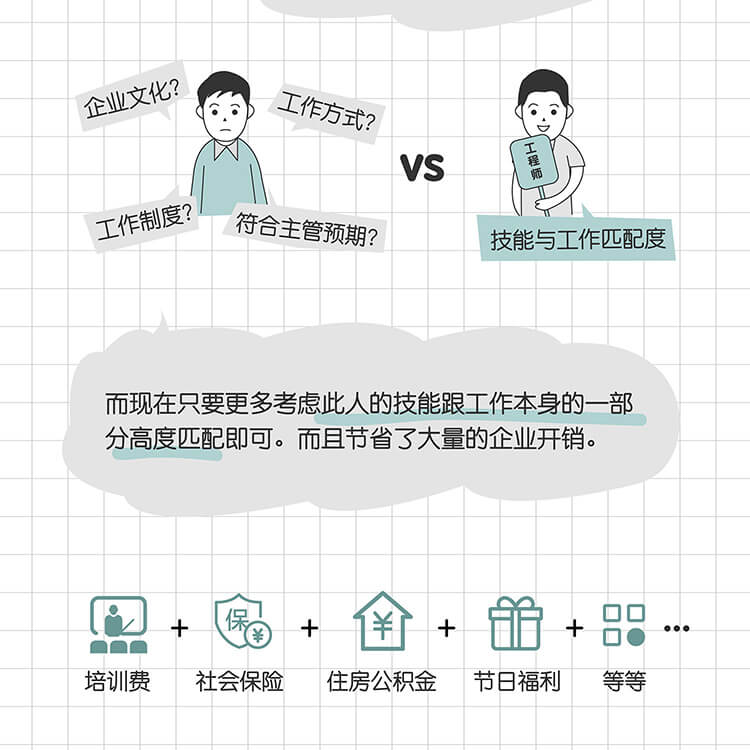 企业文化?
工作方式?
VS
工程师
工作制度?
符合主管预期?
技能与工作匹配度
而现在只要更多考虑此人的技能跟工作本身的一部
分高度匹配即可。而且节省了大量的企业开销。
保
¥
+
+
¥
+
+
•••
培训费
社会保险
住房公积金
节日福利
等等